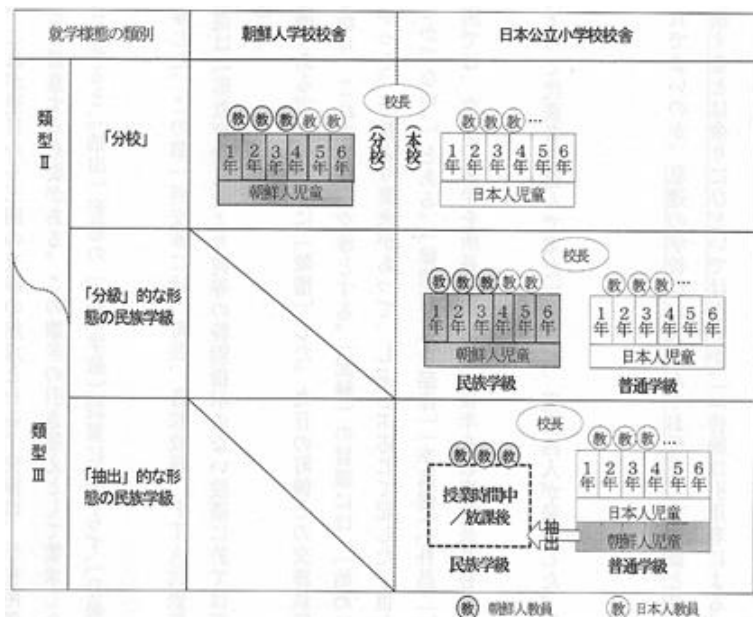 就学様態の類別
朝鮮人学校校舎
日本公立小学校校舎
類型Ⅱ
「分校」
教 教 教 教 教
1年 2年 3年 4年 5年 6年
朝鮮人児童
(分校)
校長
(本校)
教 教 教 …
1年 2年 3年 4年 5年 6年
日本人児童
「分級」的な形
態の民族学級
校長
教 教 教 教 教
1年 2年 3年 4年 5年 6年
朝鮮人児童
民族学級
教 教 教 …
1年 2年 3年 4年 5年 6年
日本人児童
普通学級
類型Ⅲ
「抽出」的な形
態の民族学級
校長
教 教 教
授業時間中
/放課後
民族学級
抽出
教 教 教 …
1年 2年 3年 4年 5年 6年
日本人児童
朝鮮人児童
普通学級
教 朝鮮人教員
教 日本人教員